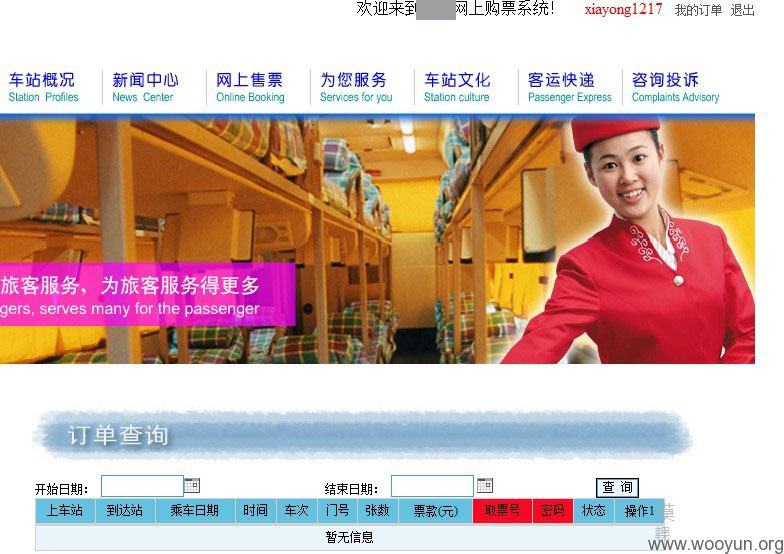 欢迎来到 网上购票系统! xiayong1217 我的订单 退出
车站概况 新闻中心 网上售票 为您服务 车站文化 客运快递 咨询投诉
Station Profiles News Center Online Booking Services for you Station culture Passenger Express Complaints Advisory
旅客服务，为旅客服务得更多
gers, serves many for the passenger
订单查询
开始日期： 结束日期： 查 询
上车站 到达站 乘车日期 时间 车次 门号 张数 票款(元) 取票号 密码 状态 操作1
暂无信息
www.wooyun.org